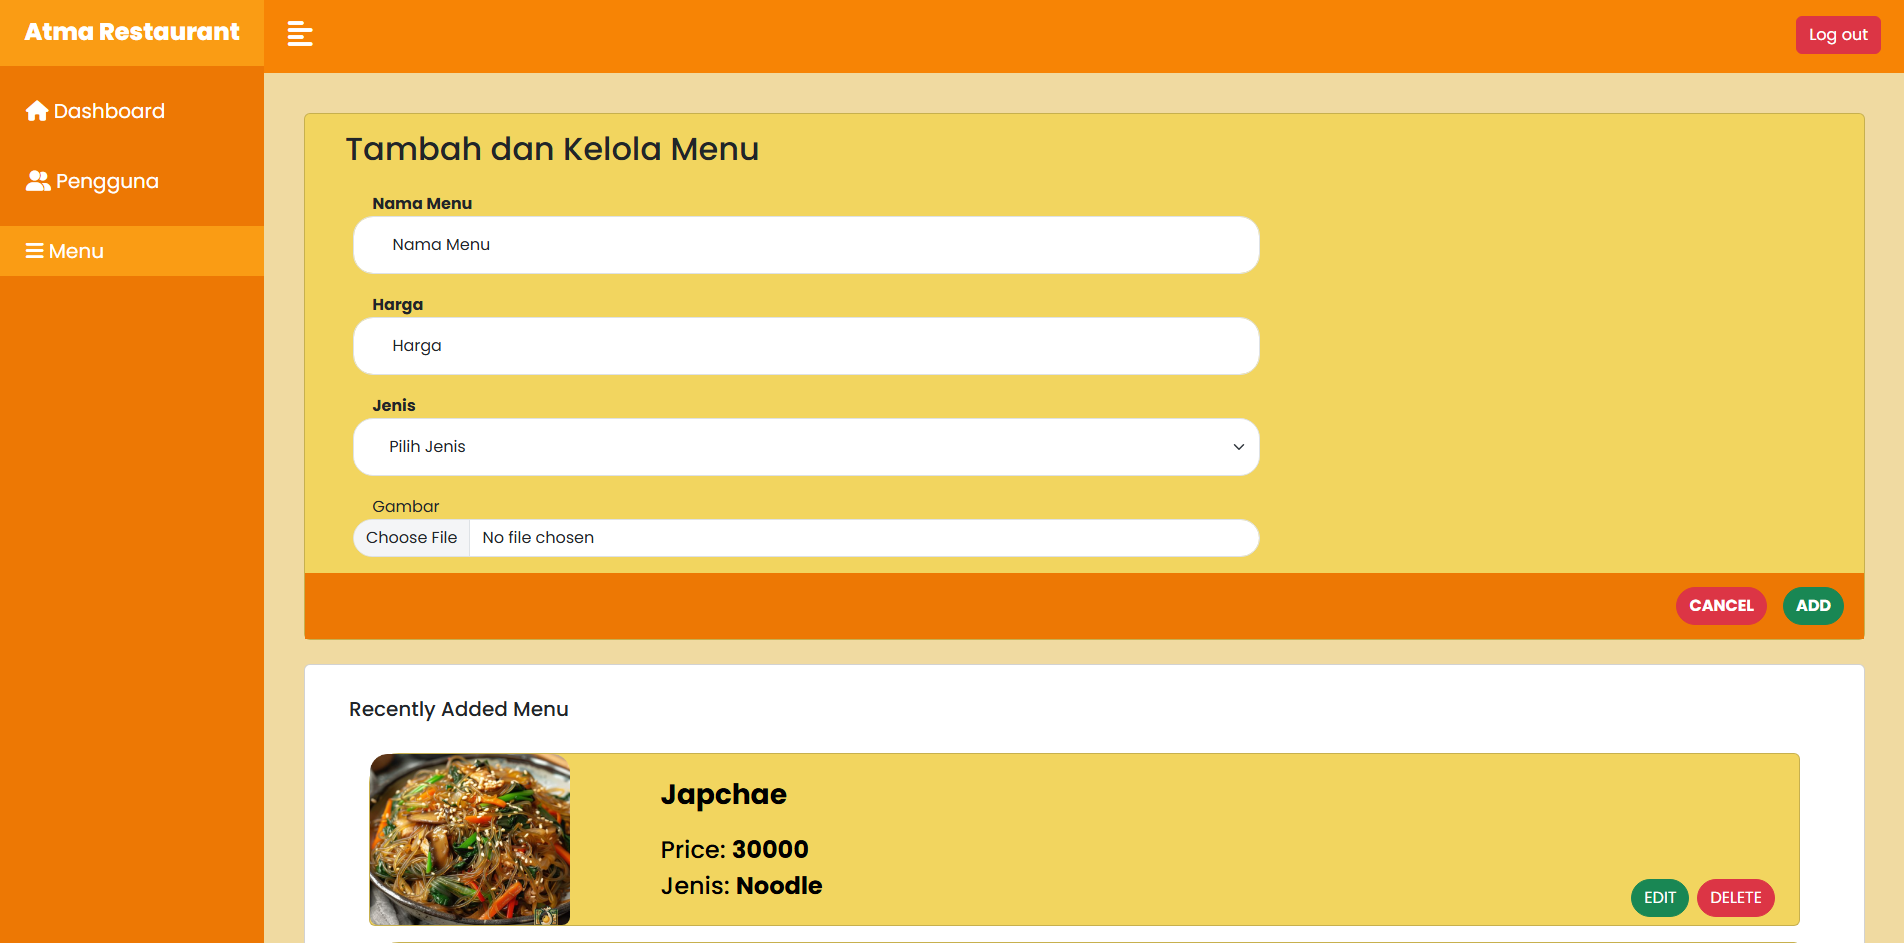 Atma Restaurant
Log out
Dashboard
Pengguna
Menu
Tambah dan Kelola Menu
Nama Menu
Nama Menu
Harga
Harga
Jenis
Pilih Jenis
Gambar
Choose File No file chosen
CANCEL ADD
Recently Added Menu
Japchae
Price: 30000
Jenis: Noodle
EDIT DELETE